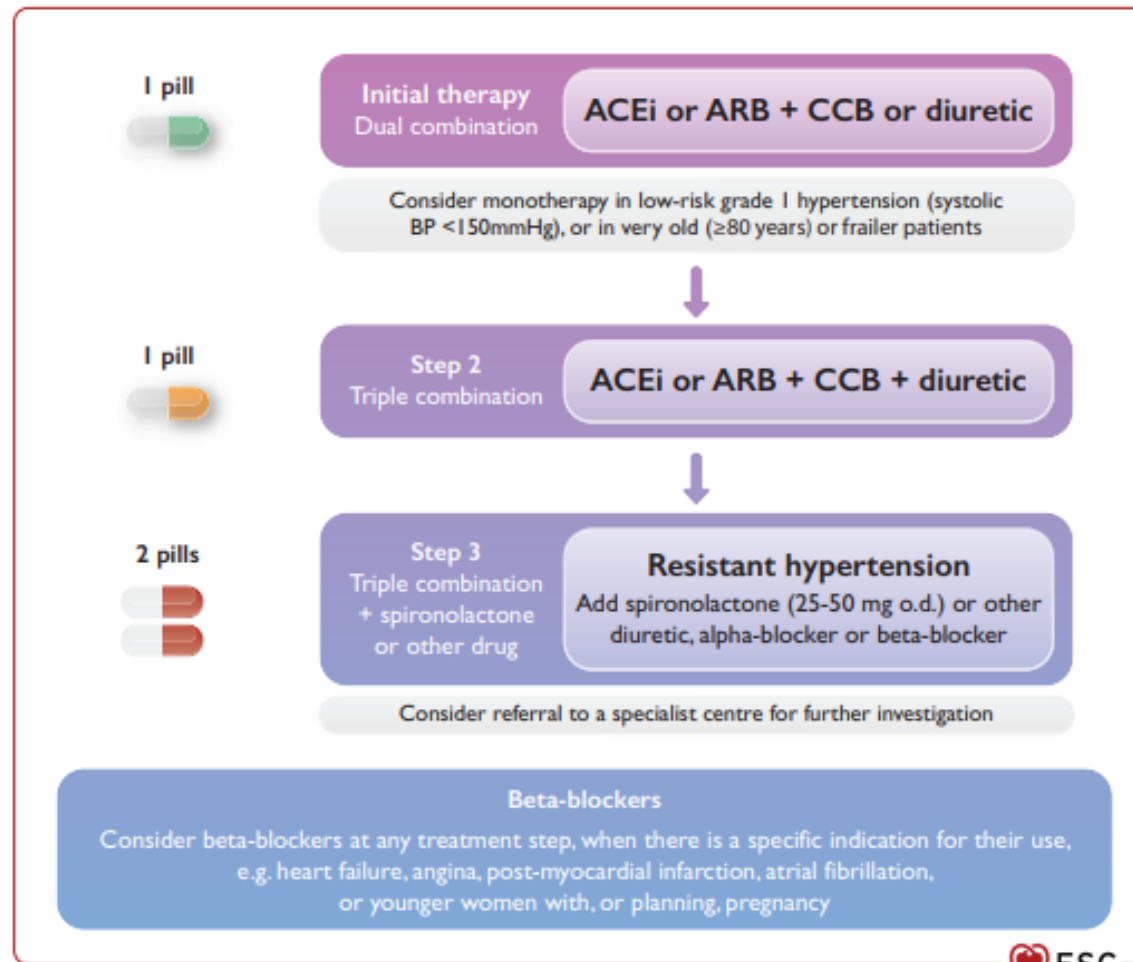 1 pill
Initial therapy
Dual combination
ACEi or ARB + CCB or diuretic
Consider monotherapy in low-risk grade 1 hypertension (systolic
BP <150mmHg), or in very old (≥80 years) or frailer patients
1 pill
Step 2
Triple combination
ACEi or ARB + CCB + diuretic
2 pills
Step 3
Triple combination
+ spironolactone
or other drug
Resistant hypertension
Add spironolactone (25-50 mg o.d.) or other
diuretic, alpha-blocker or beta-blocker
Consider referral to a specialist centre for further investigation
Beta-blockers
Consider beta-blockers at any treatment step, when there is a specific indication for their use,
e.g. heart failure, angina, post-myocardial infarction, atrial fibrillation,
or younger women with, or planning, pregnancy
ESC